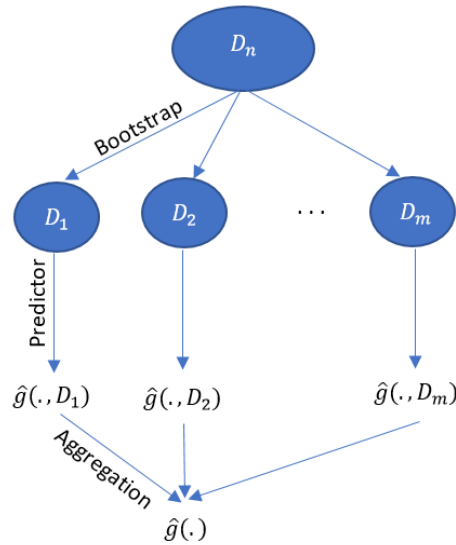 D_n
Bootstrap
D_1 D_2 ... D_m
Predictor
ĝ(.,D_1) ĝ(.,D_2) ĝ(.,D_m)
Aggregation
ĝ(.)